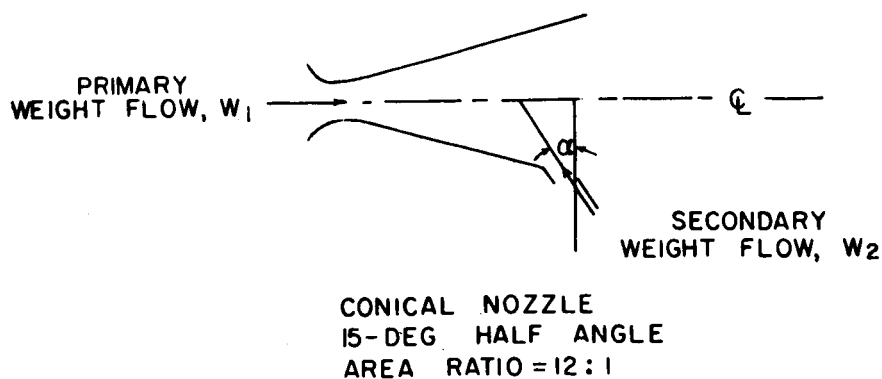 PRIMARY
WEIGHT FLOW, W1
℄
α
SECONDARY
WEIGHT FLOW, W2
CONICAL NOZZLE
15-DEG HALF ANGLE
AREA RATIO = 12 : 1